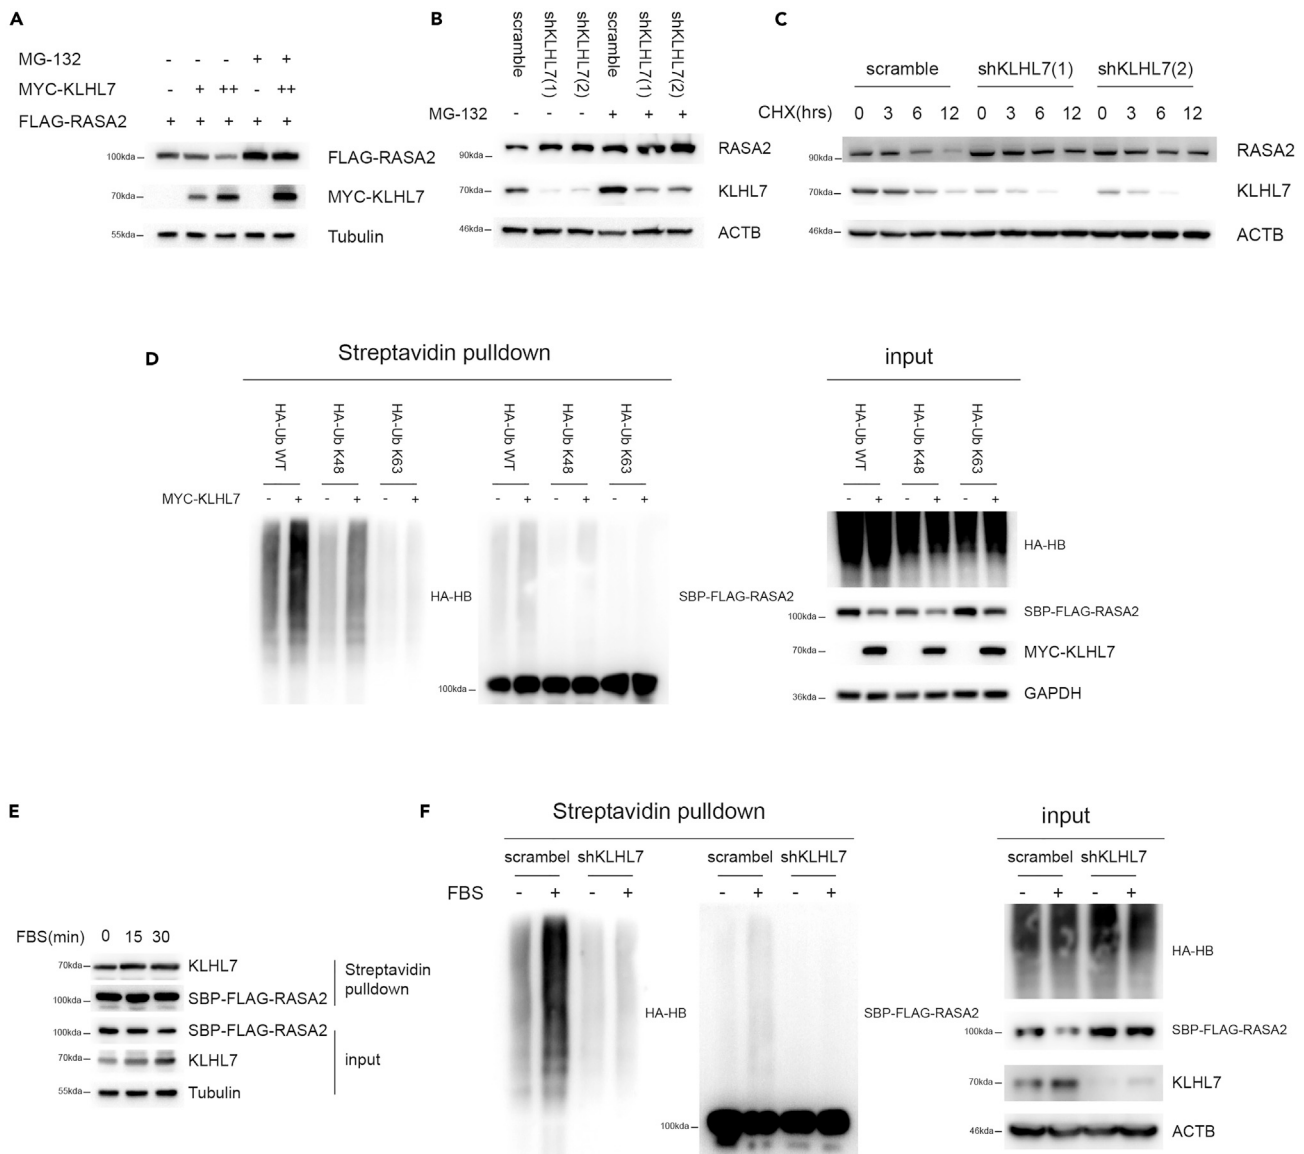 A
MG-132 - - - + +
MYC-KLHL7 - + ++ - ++
FLAG-RASA2 + + + + +
100kda FLAG-RASA2
70kda MYC-KLHL7
55kda Tubulin
B
scramble shKLHL7(1) shKLHL7(2) scramble shKLHL7(1) shKLHL7(2)
MG-132 - - - + + +
90kda RASA2
70kda KLHL7
46kda ACTB
C
scramble shKLHL7(1) shKLHL7(2)
CHX(hrs) 0 3 6 12 0 3 6 12 0 3 6 12
90kda RASA2
70kda KLHL7
46kda ACTB
D
Streptavidin pulldown
HA-Ub WT HA-Ub K48 HA-Ub K63 HA-Ub WT HA-Ub K48 HA-Ub K63
MYC-KLHL7 - + - + - + - + - + - +
HA-HB
100kda
SBP-FLAG-RASA2
input
HA-Ub WT HA-Ub K48 HA-Ub K63
- + - + - +
HA-HB
100kda SBP-FLAG-RASA2
70kda MYC-KLHL7
36kda GAPDH
E
FBS(min) 0 15 30
70kda KLHL7
100kda SBP-FLAG-RASA2
Streptavidin
pulldown
100kda SBP-FLAG-RASA2
70kda KLHL7
55kda Tubulin
input
F
Streptavidin pulldown
scrambel shKLHL7 scrambel shKLHL7
FBS - + - + - + - +
HA-HB
100kda
SBP-FLAG-RASA2
input
scrambel shKLHL7
- + - +
HA-HB
100kda SBP-FLAG-RASA2
70kda KLHL7
46kda ACTB